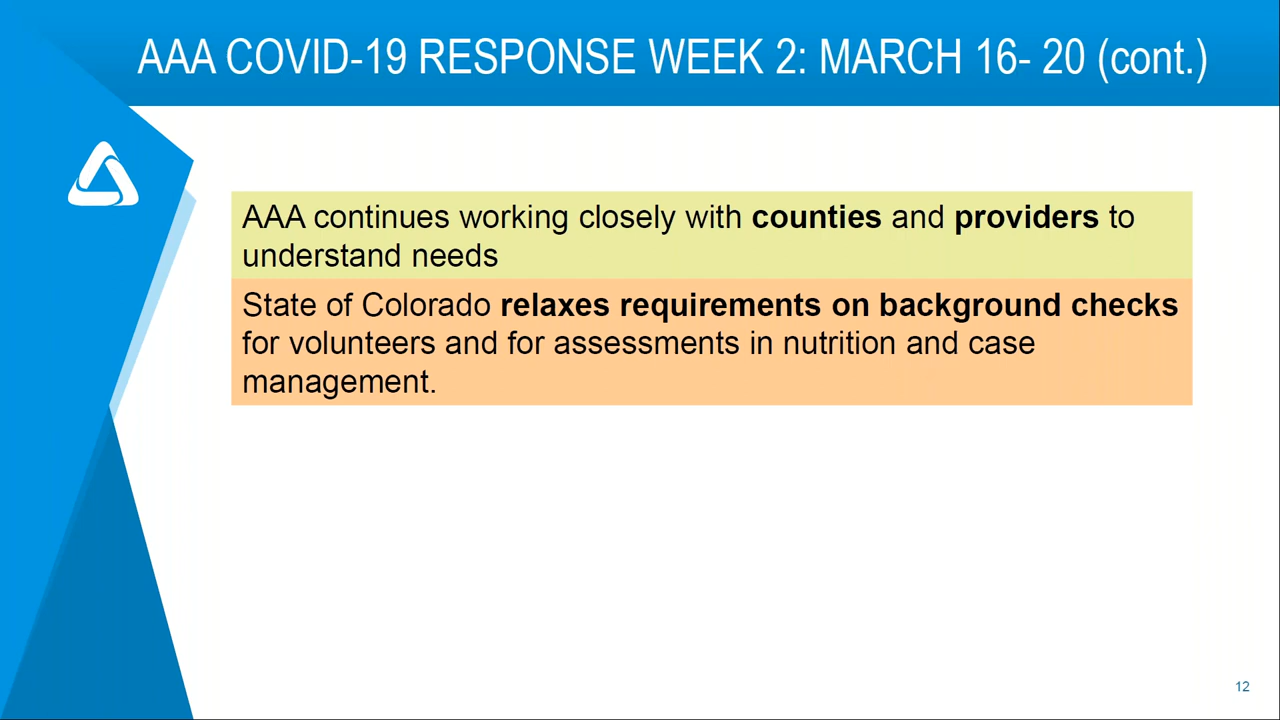 AAA COVID-19 RESPONSE WEEK 2: MARCH 16- 20 (cont.)
AAA continues working closely with counties and providers to
understand needs
State of Colorado relaxes requirements on background checks
for volunteers and for assessments in nutrition and case
management.
12